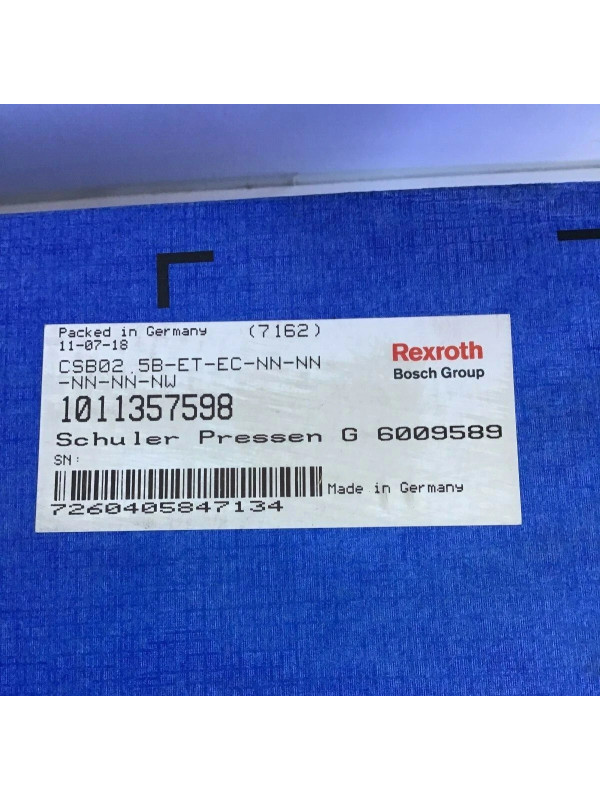 Packed in Germany (7162)
11-07-18
CSB02.5B-ET-EC-NN-NN
-NN-NN-NW
1011357598
Rexroth
Bosch Group
Schuler Pressen G 6009589
SN:
Made in Germany
7260405847134